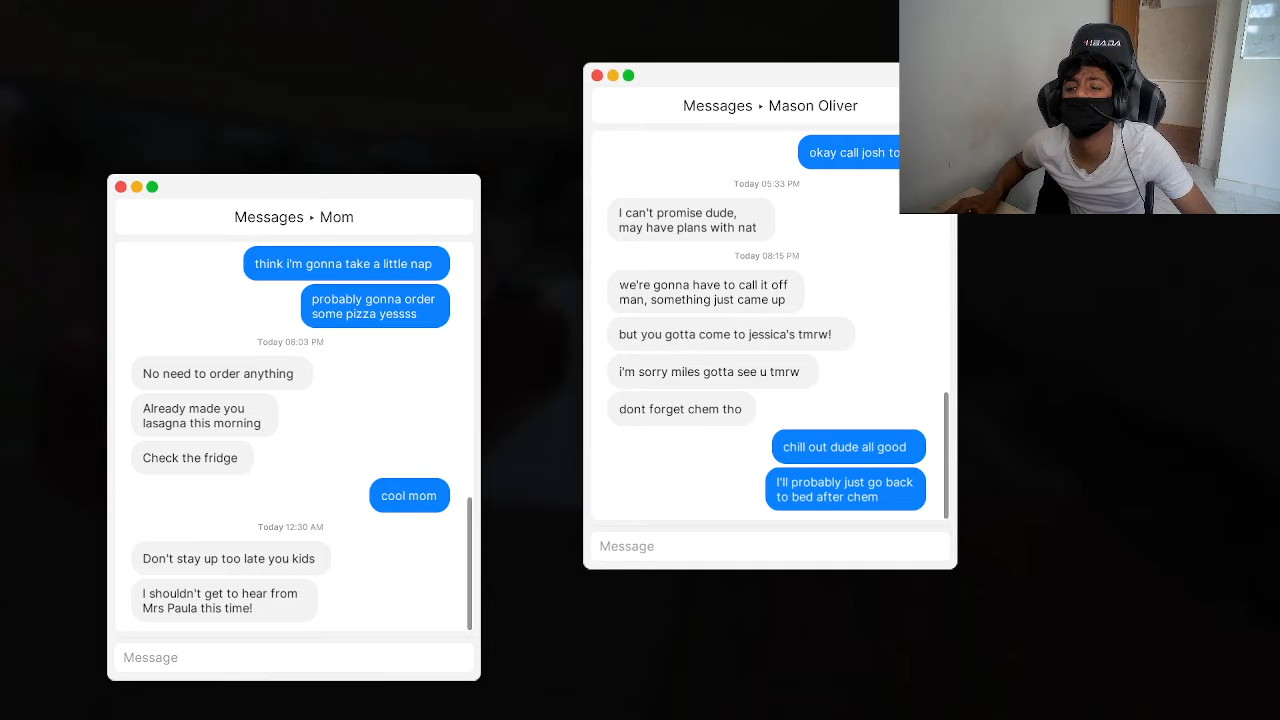 Messages ▸ Mom
think i'm gonna take a little nap
probably gonna order
some pizza yessss
Today 08:03 PM
No need to order anything
Already made you
lasagna this morning
Check the fridge
cool mom
Today 12:30 AM
Don't stay up too late you kids
I shouldn't get to hear from
Mrs Paula this time!
Message
Messages ▸ Mason Oliver
okay call josh to
Today 05:33 PM
I can't promise dude,
may have plans with nat
Today 08:15 PM
we're gonna have to call it off
man, something just came up
but you gotta come to jessica's tmrw!
i'm sorry miles gotta see u tmrw
dont forget chem tho
chill out dude all good
I'll probably just go back
to bed after chem
Message
HBADA